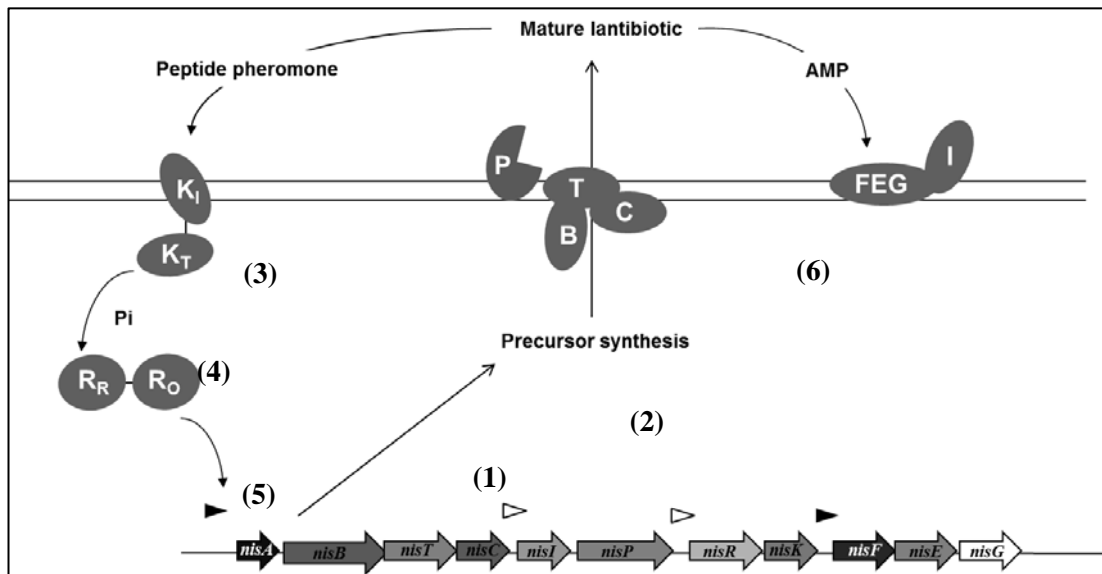 Mature lantibiotic
Peptide pheromone
AMP
P
I
K_I
T
FEG
C
B
K_T
(3)
(6)
Pi
Precursor synthesis
R_R
R_O
(4)
(2)
(5)
(1)
nisA
nisB
nisT
nisC
nisI
nisP
nisR
nisK
nisF
nisE
nisG